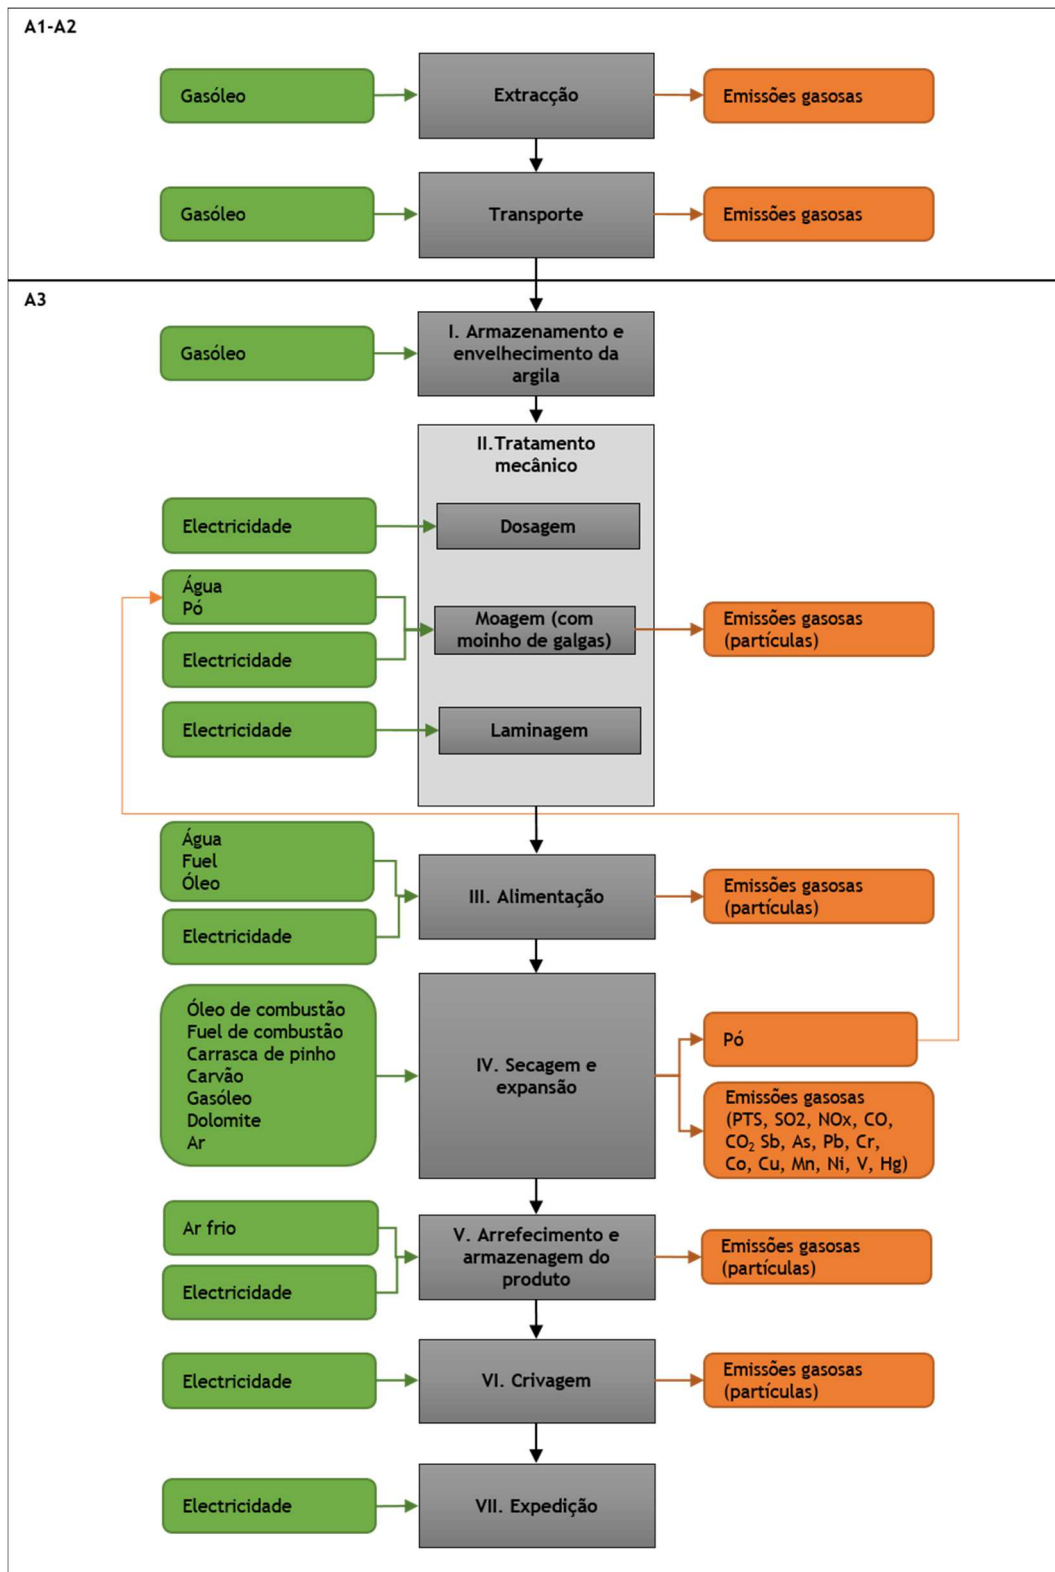 A1-A2
Gasóleo
Extracção
Emissões gasosas
Gasóleo
Transporte
Emissões gasosas
A3
Gasóleo
I. Armazenamento e
envelhecimento da
argila
II.Tratamento
mecânico
Electricidade
Dosagem
Água
Pó
Electricidade
Moagem (com
moinho de galgas)
Emissões gasosas
(partículas)
Electricidade
Laminagem
Água
Fuel
Óleo
Electricidade
III. Alimentação
Emissões gasosas
(partículas)
Óleo de combustão
Fuel de combustão
Carrasca de pinho
Carvão
Gasóleo
Dolomite
Ar
IV. Secagem e
expansão
Pó
Emissões gasosas
(PTS, SO2, NOx, CO,
CO₂ Sb, As, Pb, Cr,
Co, Cu, Mn, Ni, V, Hg)
Ar frio
Electricidade
V. Arrefecimento e
armazenagem do
produto
Emissões gasosas
(partículas)
Electricidade
VI. Crivagem
Emissões gasosas
(partículas)
Electricidade
VII. Expedição